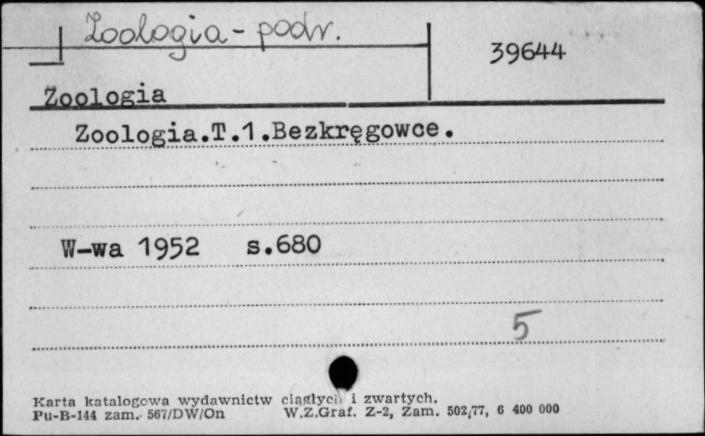 Zoologia - podr.
39644
Zoologia
Zoologia.T.1.Bezkręgowce.
W-wa 1952 s.680
5
Karta katalogowa wydawnictw ciągłych i zwartych.
Pu-B-144 zam. 567/DW/On W.Z.Graf. Z-2, Zam. 502/77, 6 400 000